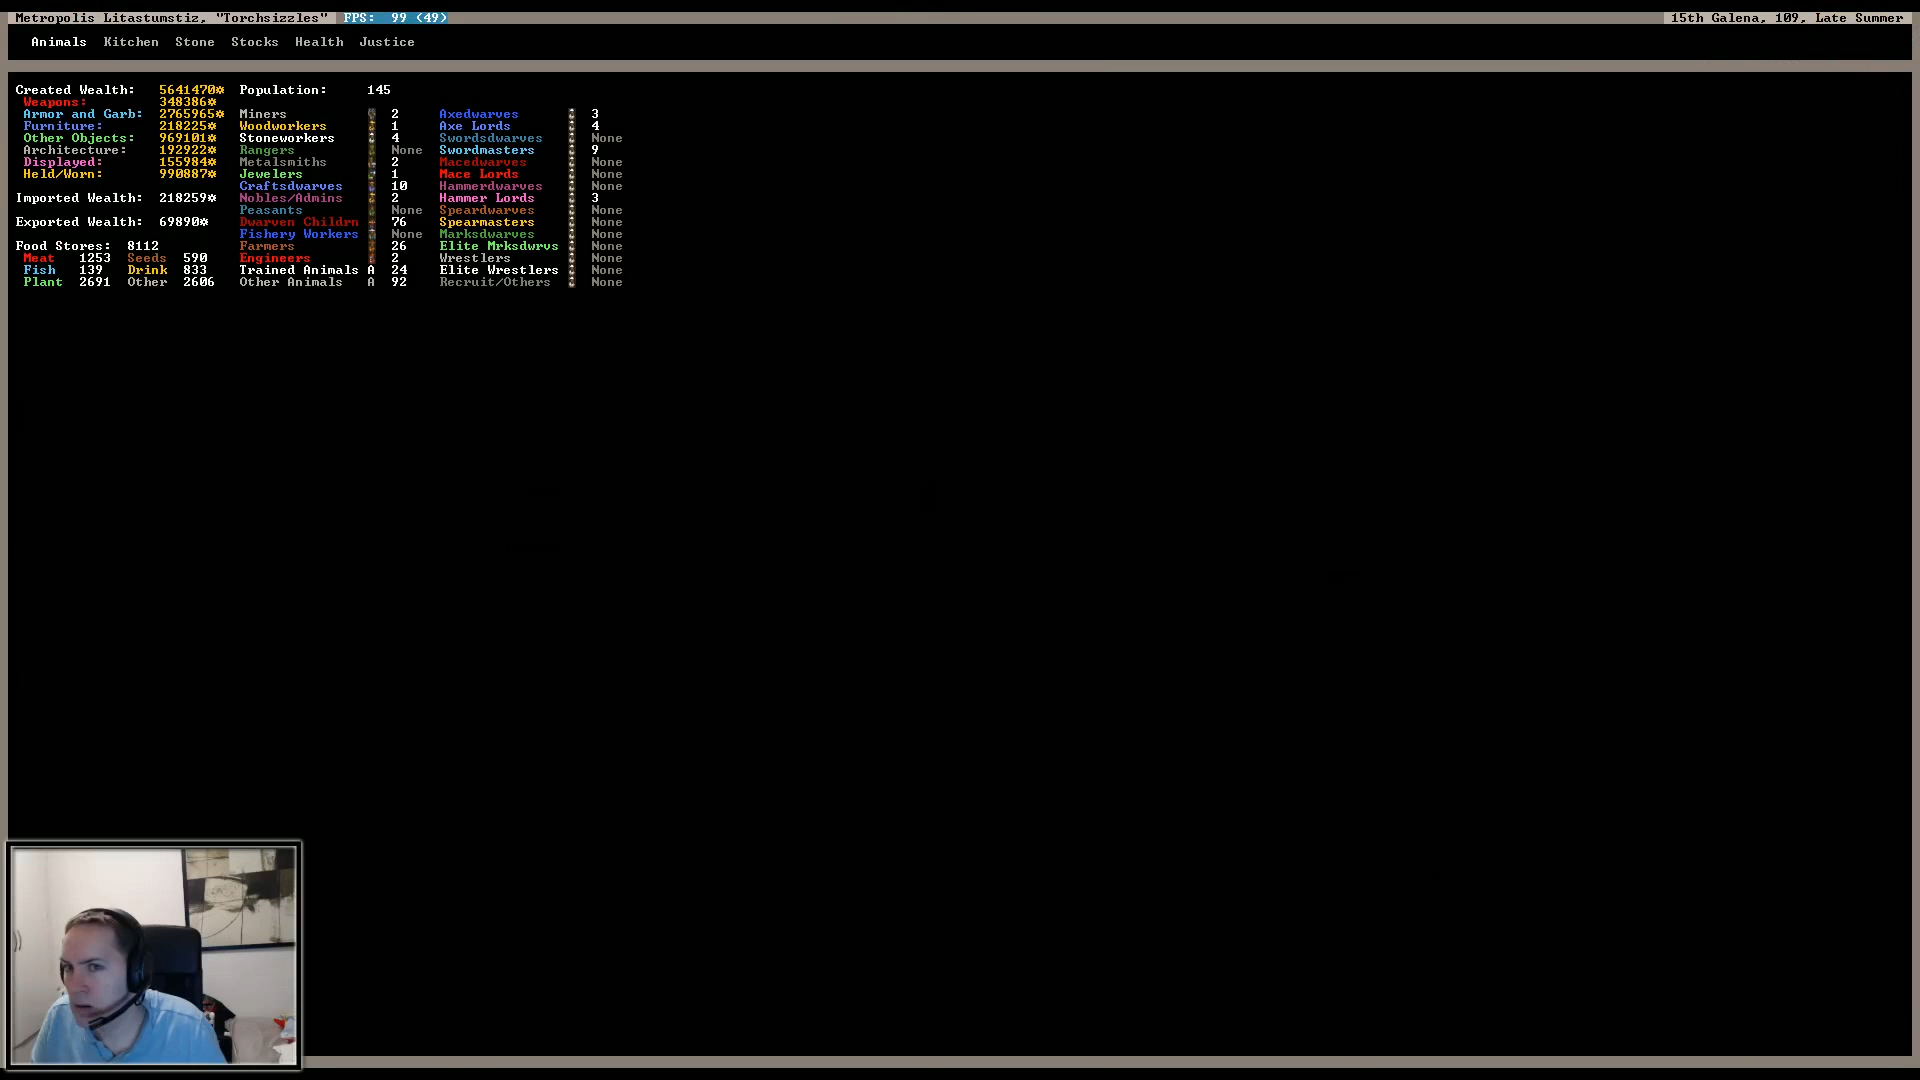 Metropolis Litastumstiz, "Torchsizzles" FPS: 99 (49) 15th Galena, 109, Late Summer
Animals Kitchen Stone Stocks Health Justice
Created Wealth: 5641470☼ Population: 145
Weapons: 348386☼
Armor and Garb: 2765965☼ Miners 2 Axedwarves 3
Furniture: 218225☼ Woodworkers 1 Axe Lords 4
Other Objects: 969101☼ Stoneworkers 4 Swordsdwarves None
Architecture: 192922☼ Rangers None Swordmasters 9
Displayed: 155984☼ Metalsmiths 2 Macedwarves None
Held/Worn: 990887☼ Jewelers 1 Mace Lords None
Craftsdwarves 10 Hammerdwarves None
Imported Wealth: 218259☼ Nobles/Admins 2 Hammer Lords 3
Peasants None Speardwarves None
Exported Wealth: 69890☼ Dwarven Childrn 76 Spearmasters None
Fishery Workers None Marksdwarves None
Food Stores: 8112 Farmers 26 Elite Mrksdwrvs None
Meat 1253 Seeds 590 Engineers 2 Wrestlers None
Fish 139 Drink 833 Trained Animals A 24 Elite Wrestlers None
Plant 2691 Other 2606 Other Animals A 92 Recruit/Others None